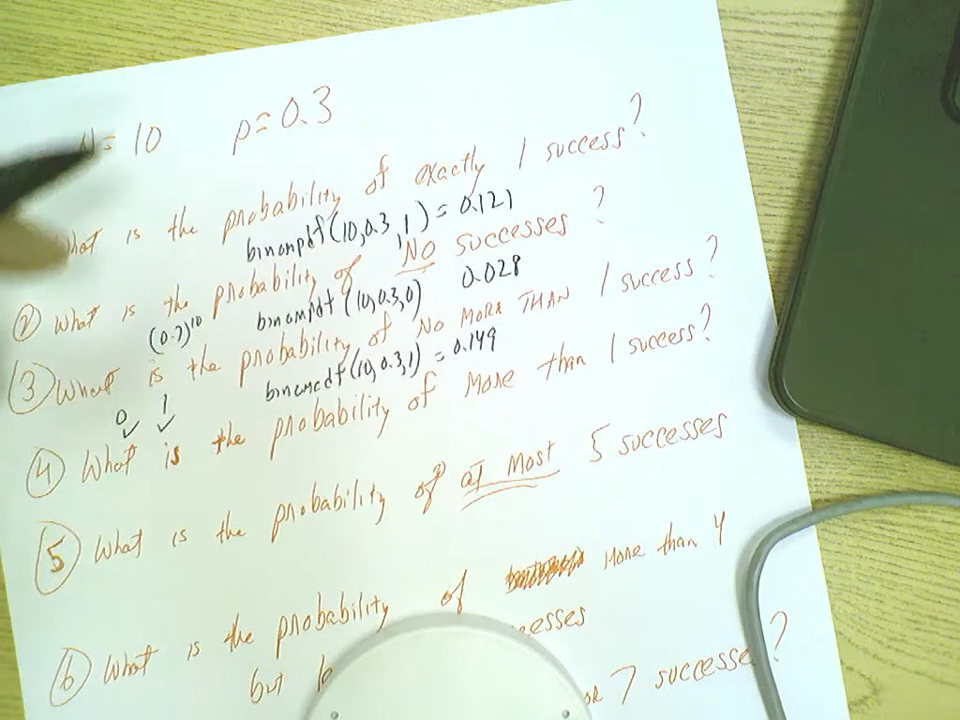 N = 10 p = 0.3
What is the probability of exactly 1 success?
binompdf(10,0.3,1) = 0.121
② What is the probability of NO successes?
(0.7)¹⁰ binompdf (10,0.3,0) 0.028
③ What is the probability of NO MORE THAN 1 success?
0 1 binomcdf(10,0.3,1) = 0.149
④ What is the probability of More than 1 success?
⑤ What is the probability of AT Most 5 successes
⑥ What is the probability of More than 4
but
or 7 successes?